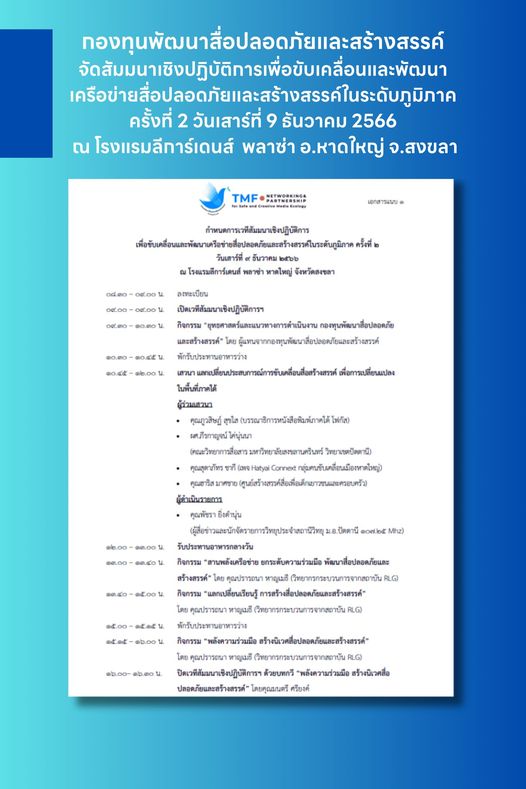 กองทุนพัฒนาสื่อปลอดภัยและสร้างสรรค์
จัดสัมมนาเชิงปฏิบัติการเพื่อขับเคลื่อนและพัฒนา
เครือข่ายสื่อปลอดภัยและสร้างสรรค์ในระดับภูมิภาค
ครั้งที่ 2 วันเสาร์ที่ 9 ธันวาคม 2566
ณ โรงแรมลีการ์เดนส์ พลาซ่า อ.หาดใหญ่ จ.สงขลา
TMF NETWORKING& PARTNERSHIP
for Safe and Creative Media Ecology
เอกสารแนบ ๑
กำหนดการเวทีสัมมนาเชิงปฏิบัติการ
เพื่อขับเคลื่อนและพัฒนาเครือข่ายสื่อปลอดภัยและสร้างสรรค์ในระดับภูมิภาค ครั้งที่ ๒
วันเสาร์ที่ ๙ ธันวาคม ๒๕๖๖
ณ โรงแรมลีการ์เดนส์ พลาซ่า หาดใหญ่ จังหวัดสงขลา
๐๘.๓๐ – ๐๙.๐๐ น. ลงทะเบียน
๐๙.๐๐ – ๐๙.๐๐ น. เปิดเวทีสัมมนาเชิงปฏิบัติการฯ
๐๙.๓๐ – ๑๐.๓๐ น. กิจกรรม "ยุทธศาสตร์และแนวทางการดำเนินงาน กองทุนพัฒนาสื่อปลอดภัย
และสร้างสรรค์" โดย ผู้แทนจากกองทุนพัฒนาสื่อปลอดภัยและสร้างสรรค์
๑๐.๓๐ – ๑๐.๔๕ น. พักรับประทานอาหารว่าง
๑๐.๔๕ – ๑๒.๐๐ น. เสวนา แลกเปลี่ยนประสบการณ์การขับเคลื่อนสื่อสร้างสรรค์ เพื่อการเปลี่ยนแปลง
ในพื้นที่ภาคใต้
ผู้ร่วมเสวนา
• คุณภูวสิษฏ์ สุขใส (บรรณาธิการหนังสือพิมพ์ภาคใต้ โฟกัส)
• ผศ.ภีรกาญจน์ ไค่นุ่นนา
(คณะวิทยาการสื่อสาร มหาวิทยาลัยสงขลานครินทร์ วิทยาเขตปัตตานี)
• คุณสุดาภัทร ชากี (เพจ Hatyai Connext กลุ่มคนขับเคลื่อนเมืองหาดใหญ่)
• คุณฮาริส มาศชาย (ศูนย์สร้างสรรค์สื่อเพื่อเด็กเยาวชนและครอบครัว)
ผู้ดำเนินรายการ
• คุณพัชรา ยิ่งดำนุ่น
(ผู้สื่อข่าวและนักจัดรายการวิทยุประจำสถานีวิทยุ ม.อ.ปัตตานี ๑๐๗.๒๕ Mhz)
๑๒.๐๐ – ๑๓.๐๐ น. รับประทานอาหารกลางวัน
๑๓.๐๐ – ๑๓.๔๐ น. กิจกรรม "สานพลังเครือข่าย ยกระดับความร่วมมือ พัฒนาสื่อปลอดภัยและ
สร้างสรรค์" โดย คุณปรารถนา หาญเมธี (วิทยากรกระบวนการจากสถาบัน RLG)
๑๓.๔๐ – ๑๕.๐๐ น. กิจกรรม "แลกเปลี่ยนเรียนรู้ การสร้างสื่อปลอดภัยและสร้างสรรค์"
โดย คุณปรารถนา หาญเมธี (วิทยากรกระบวนการจากสถาบัน RLG)
๑๕.๐๐ – ๑๕.๑๕ น. พักรับประทานอาหารว่าง
๑๕.๑๕ – ๑๖.๐๐ น. กิจกรรม "พลังความร่วมมือ สร้างนิเวศสื่อปลอดภัยและสร้างสรรค์"
โดย คุณปรารถนา หาญเมธี (วิทยากรกระบวนการจากสถาบัน RLG)
๑๖.๐๐– ๑๖.๓๐ น. ปิดเวทีสัมมนาเชิงปฏิบัติการฯ ด้วยบทกวี "พลังความร่วมมือ สร้างนิเวศสื่อ
ปลอดภัยและสร้างสรรค์" โดยคุณมนตรี ศรียงค์